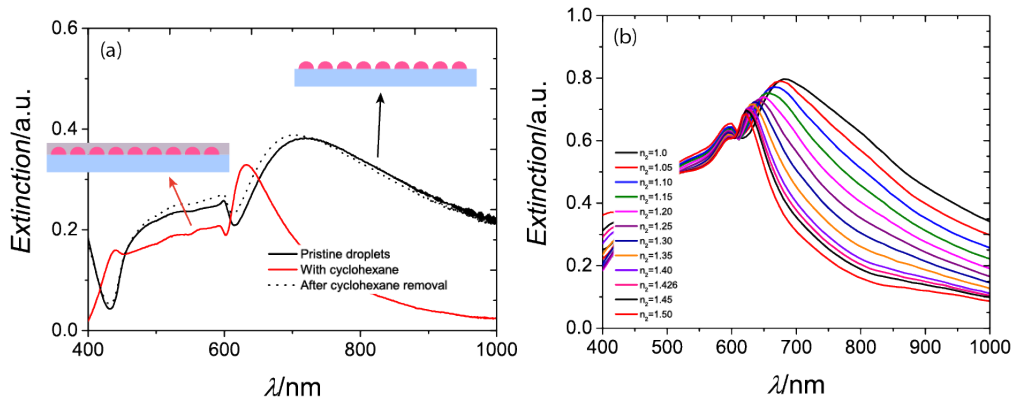 (a)
Extinction/a.u.
0.6
0.4
0.2
0.0
400
600
800
1000
λ/nm
Pristine droplets
With cyclohexane
After cyclohexane removal
(b)
Extinction/a.u.
1.0
0.8
0.6
0.4
0.2
0.0
400
500
600
700
800
900
1000
λ/nm
n2=1.0
n2=1.05
n2=1.10
n2=1.15
n2=1.20
n2=1.25
n2=1.30
n2=1.35
n2=1.40
n2=1.426
n2=1.45
n2=1.50